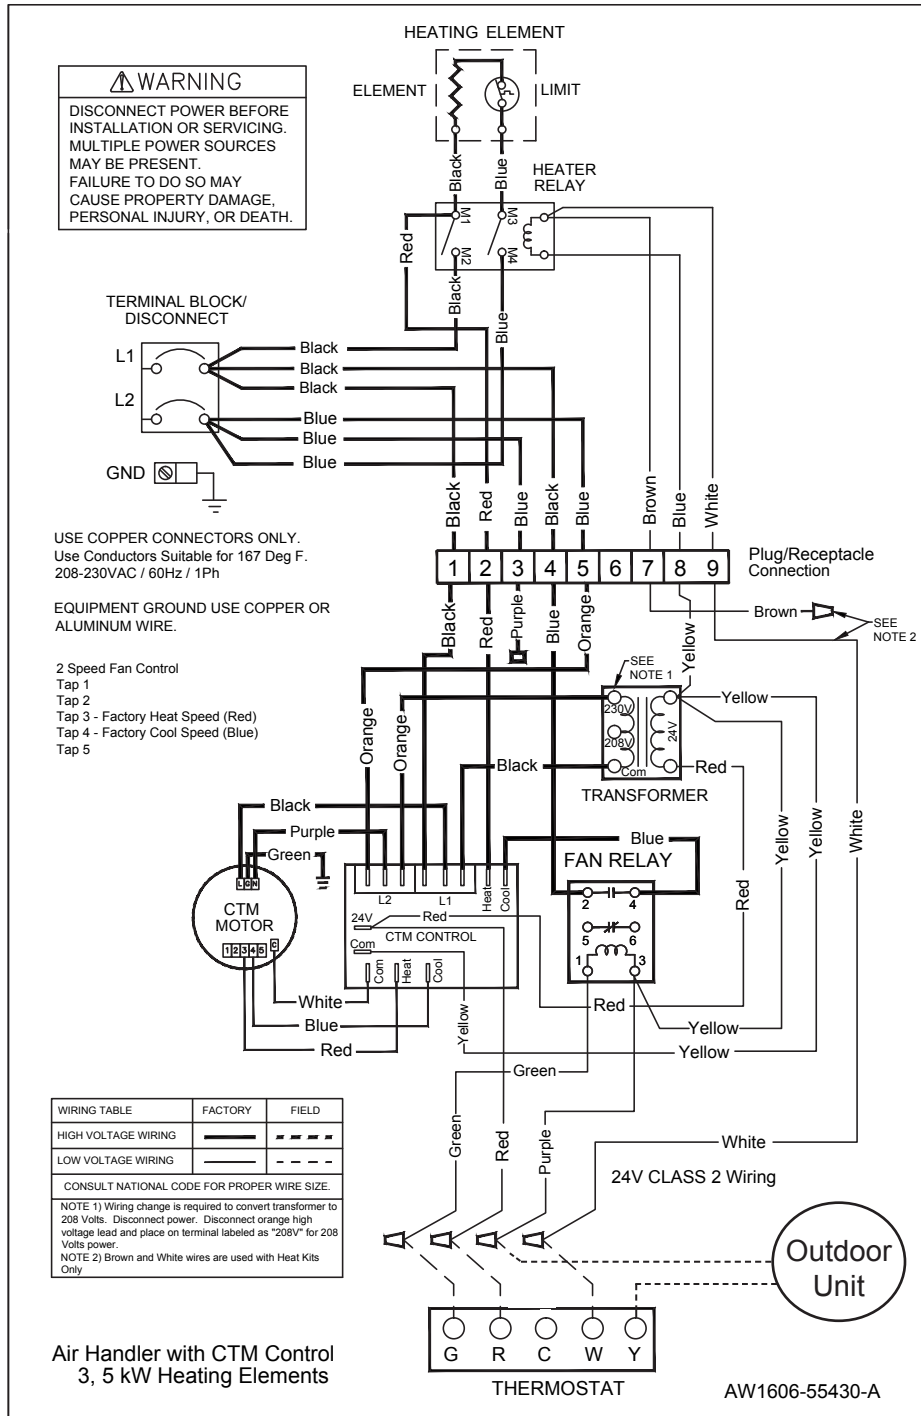 HEATING ELEMENT
ELEMENT
LIMIT
⚠WARNING
DISCONNECT POWER BEFORE
INSTALLATION OR SERVICING.
MULTIPLE POWER SOURCES
MAY BE PRESENT.
FAILURE TO DO SO MAY
CAUSE PROPERTY DAMAGE,
PERSONAL INJURY, OR DEATH.
Black
Blue
HEATER
RELAY
M1
M3
M2
M4
Red
Black
Blue
TERMINAL BLOCK/
DISCONNECT
L1
L2
GND
Black
Black
Black
Blue
Blue
Blue
Black
Red
Blue
Black
Blue
Brown
Blue
White
USE COPPER CONNECTORS ONLY.
Use Conductors Suitable for 167 Deg F.
208-230VAC / 60Hz / 1Ph
EQUIPMENT GROUND USE COPPER OR
ALUMINUM WIRE.
1 2 3 4 5 6 7 8 9
Plug/Receptacle
Connection
Black
Red
Purple
Blue
Orange
Yellow
Brown
SEE
NOTE 2
2 Speed Fan Control
Tap 1
Tap 2
Tap 3 - Factory Heat Speed (Red)
Tap 4 - Factory Cool Speed (Blue)
Tap 5
SEE
NOTE 1
Orange
Orange
230V
208V
Com
24V
Yellow
Red
Black
TRANSFORMER
Black
Purple
Green
Blue
FAN RELAY
Yellow
Yellow
White
Red
L G N
CTM
MOTOR
1 2 3 4 5
C
L2
L1
Heat
Cool
24V
Red
Com
CTM CONTROL
Com
Heat
Cool
2
4
5
6
1
3
White
Blue
Red
Yellow
Red
Yellow
Yellow
Green
Green
Red
Purple
White
24V CLASS 2 Wiring
WIRING TABLE FACTORY FIELD
HIGH VOLTAGE WIRING
LOW VOLTAGE WIRING
CONSULT NATIONAL CODE FOR PROPER WIRE SIZE.
NOTE 1) Wiring change is required to convert transformer to
208 Volts. Disconnect power. Disconnect orange high
voltage lead and place on terminal labeled as "208V" for 208
Volts power.
NOTE 2) Brown and White wires are used with Heat Kits
Only
Outdoor
Unit
G R C W Y
THERMOSTAT
Air Handler with CTM Control
3, 5 kW Heating Elements
AW1606-55430-A